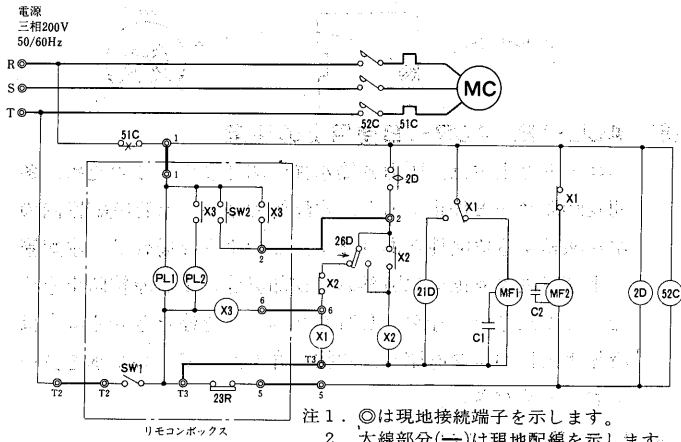 電源
三相200V
50/60Hz
R
S
T
MC
52C
51C
51C
1
1
X3
SW2
X3
2D
2
2
26D
X2
X2
X1
X1
PL1
PL2
X3
6
6
X1
X2
21D
MF1
C1
MF2
C2
2D
52C
T3
SW1
T2
T2
T3
23R
5
5
リモコンボックス
注1. ◎は現地接続端子を示します。
2. 太線部分(━)は現地配線を示します。